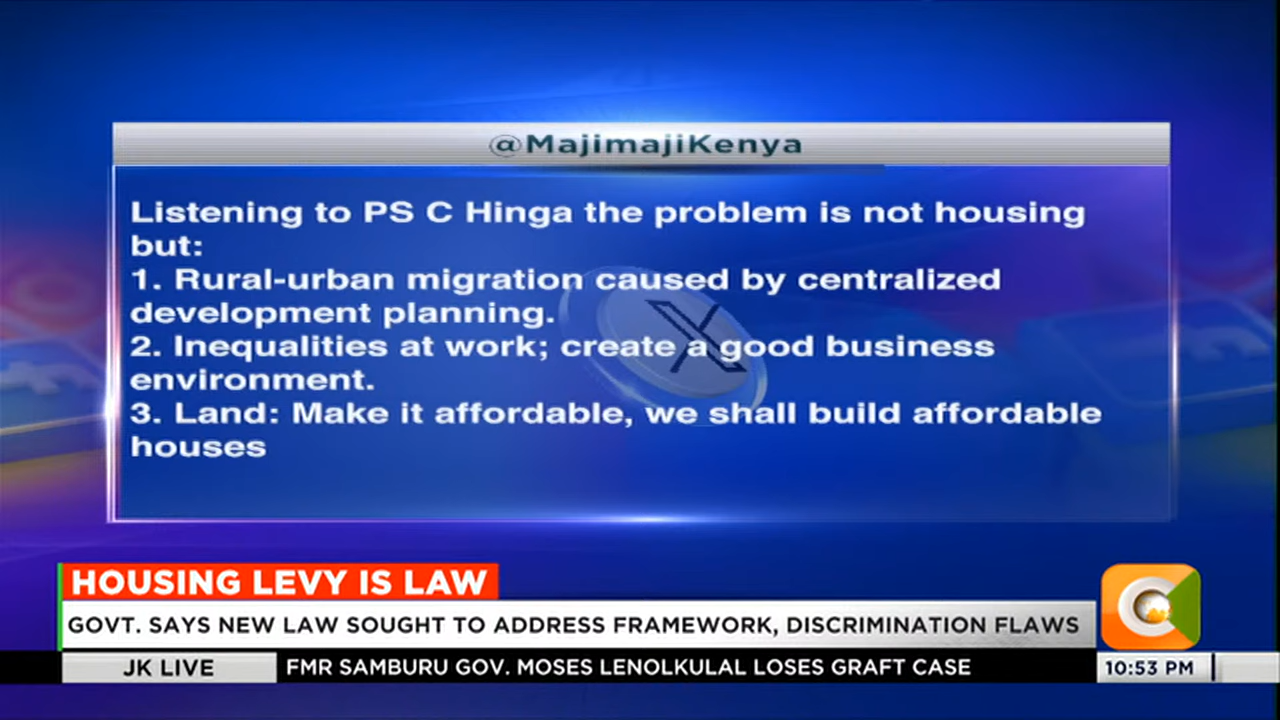 @MajimajiKenya
Listening to PS C Hinga the problem is not housing
but:
1. Rural-urban migration caused by centralized
development planning.
2. Inequalities at work; create a good business
environment.
3. Land: Make it affordable, we shall build affordable
houses
HOUSING LEVY IS LAW
GOVT. SAYS NEW LAW SOUGHT TO ADDRESS FRAMEWORK, DISCRIMINATION FLAWS
JK LIVE
FMR SAMBURU GOV. MOSES LENOLKULAL LOSES GRAFT CASE
10:53 PM